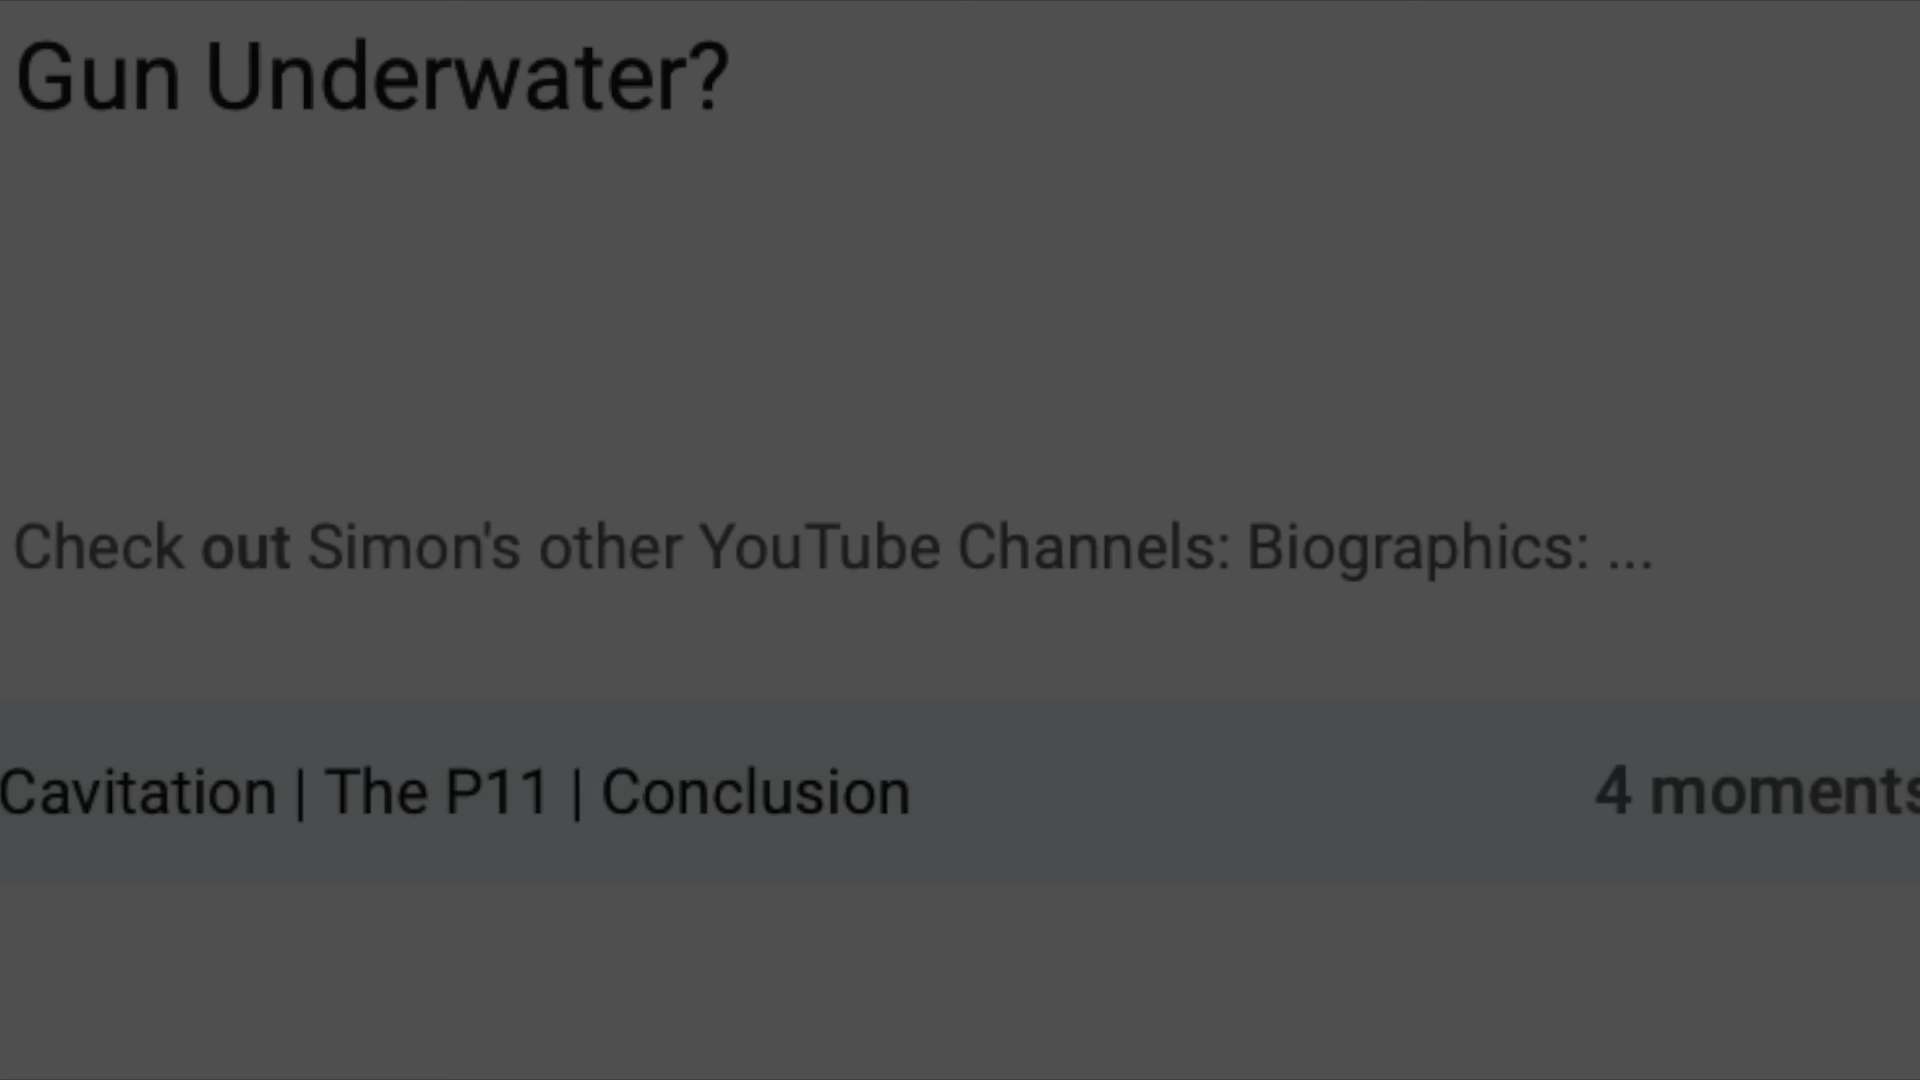 Gun Underwater?
Check out Simon's other YouTube Channels: Biographics: ...
Cavitation | The P11 | Conclusion
4 moments